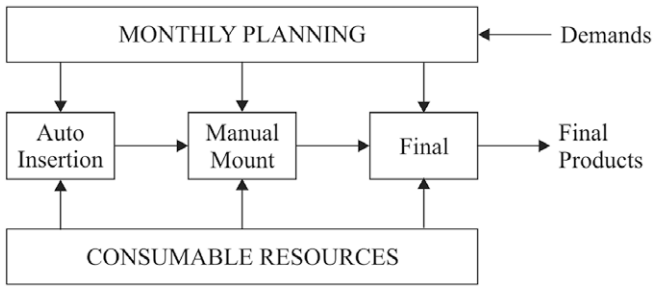 MONTHLY PLANNING
Demands
Auto
Insertion
Manual
Mount
Final
Final
Products
CONSUMABLE RESOURCES